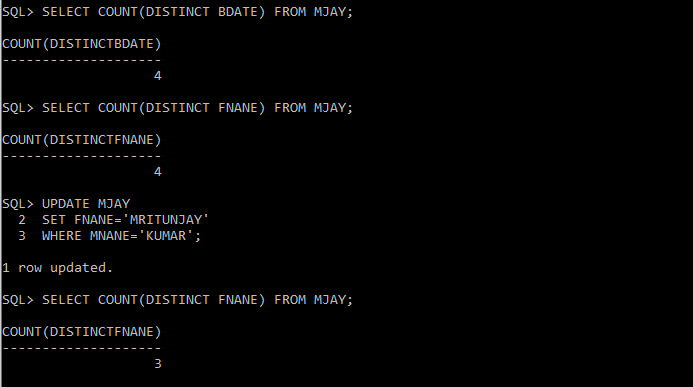 SQL> SELECT COUNT(DISTINCT BDATE) FROM MJAY;
COUNT(DISTINCTBDATE)
--------------------
4
SQL> SELECT COUNT(DISTINCT FNANE) FROM MJAY;
COUNT(DISTINCTFNANE)
--------------------
4
SQL> UPDATE MJAY
2 SET FNANE='MRITUNJAY'
3 WHERE MNANE='KUMAR';
1 row updated.
SQL> SELECT COUNT(DISTINCT FNANE) FROM MJAY;
COUNT(DISTINCTFNANE)
--------------------
3